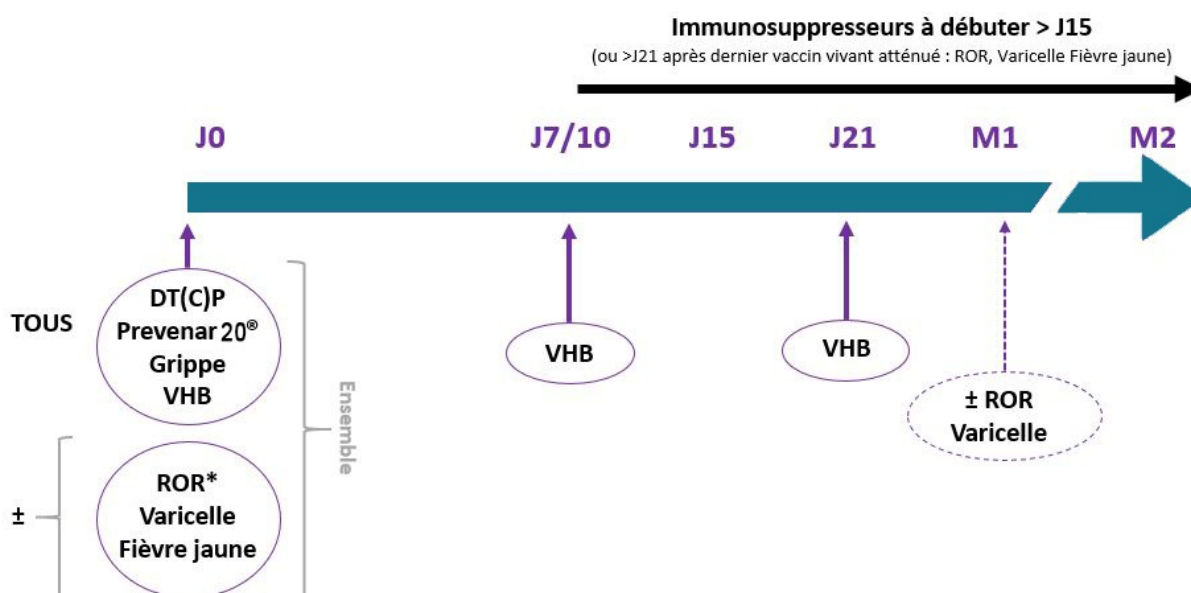 Immunosuppresseurs à débuter > J15
(ou >J21 après dernier vaccin vivant atténué : ROR, Varicelle Fièvre jaune)
J0
J7/10
J15
J21
M1
M2
TOUS
DT(C)P
Prevenar 20®
Grippe
VHB
Ensemble
VHB
VHB
± ROR
Varicelle
±
ROR*
Varicelle
Fièvre jaune